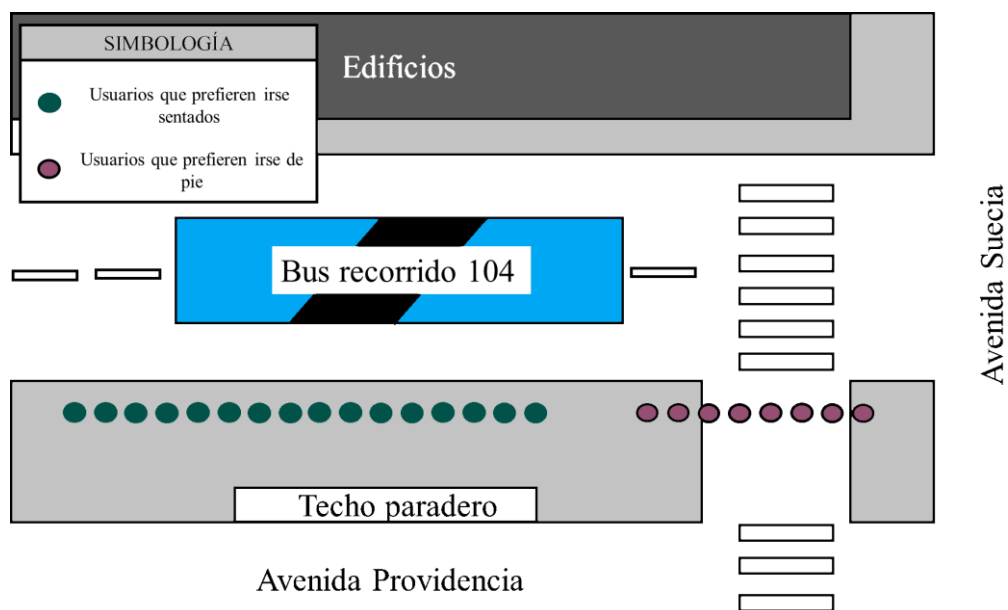 SIMBOLOGÍA
Usuarios que prefieren irse
sentados
Usuarios que prefieren irse de
pie
Edificios
Bus recorrido 104
Avenida Suecia
Techo paradero
Avenida Providencia